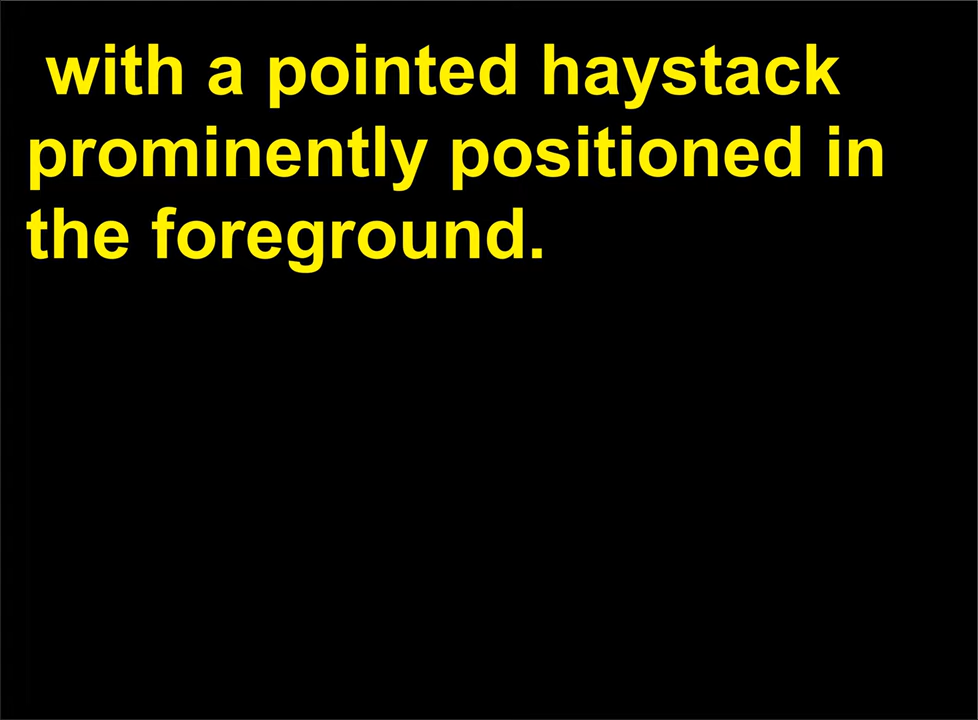 with a pointed haystack
prominently positioned in
the foreground.